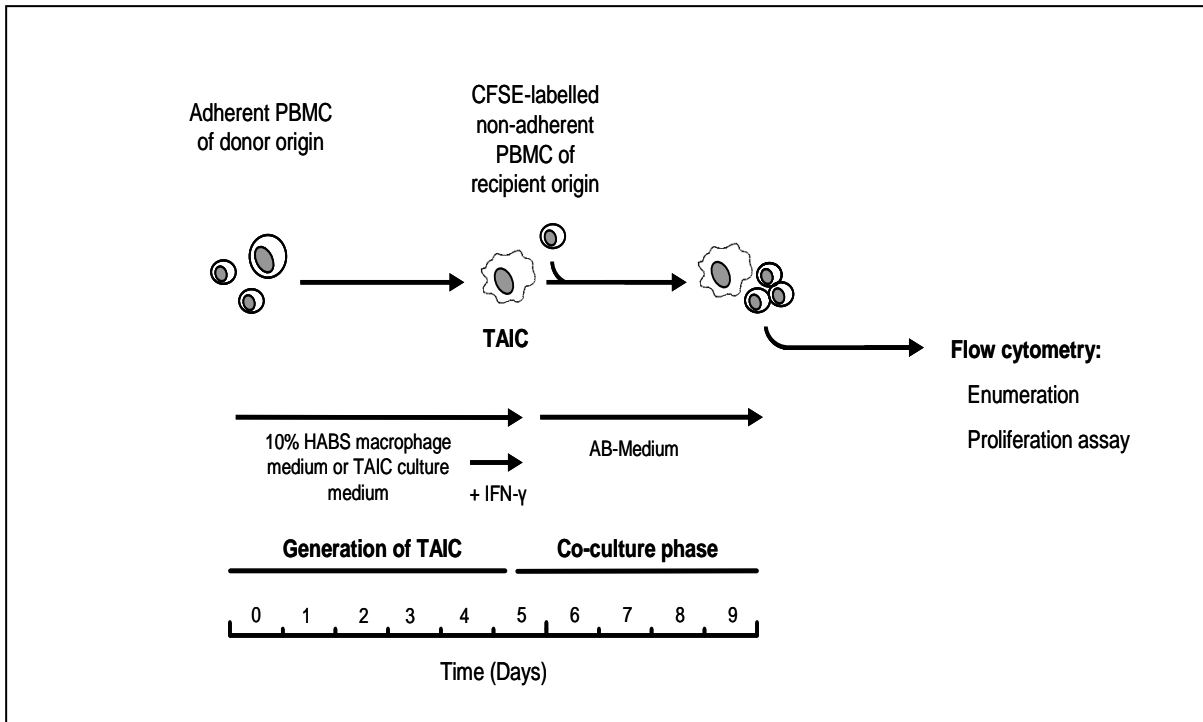 Adherent PBMC
of donor origin
CFSE-labelled
non-adherent
PBMC of
recipient origin
TAIC
Flow cytometry:
Enumeration
Proliferation assay
10% HABS macrophage
medium or TAIC culture
medium
+ IFN-γ
AB-Medium
Generation of TAIC
Co-culture phase
0 1 2 3 4 5 6 7 8 9
Time (Days)